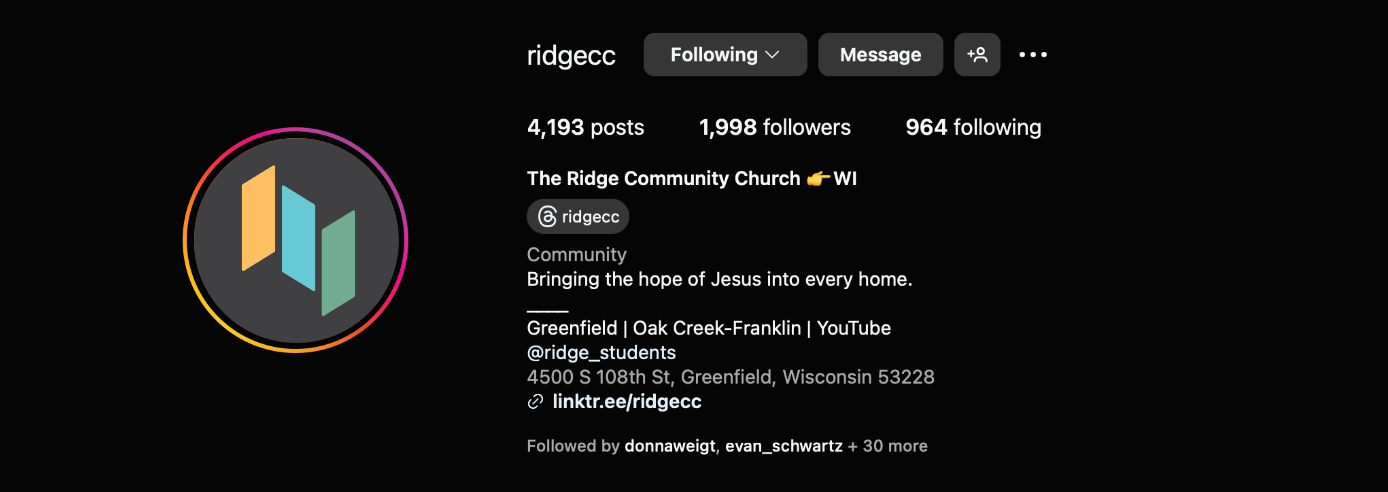 ridgecc Following Message
4,193 posts 1,998 followers 964 following
The Ridge Community Church 👉WI
ridgecc
Community
Bringing the hope of Jesus into every home.
____
Greenfield | Oak Creek-Franklin | YouTube
@ridge_students
4500 S 108th St, Greenfield, Wisconsin 53228
linktr.ee/ridgecc
Followed by donnaweigt, evan_schwartz + 30 more